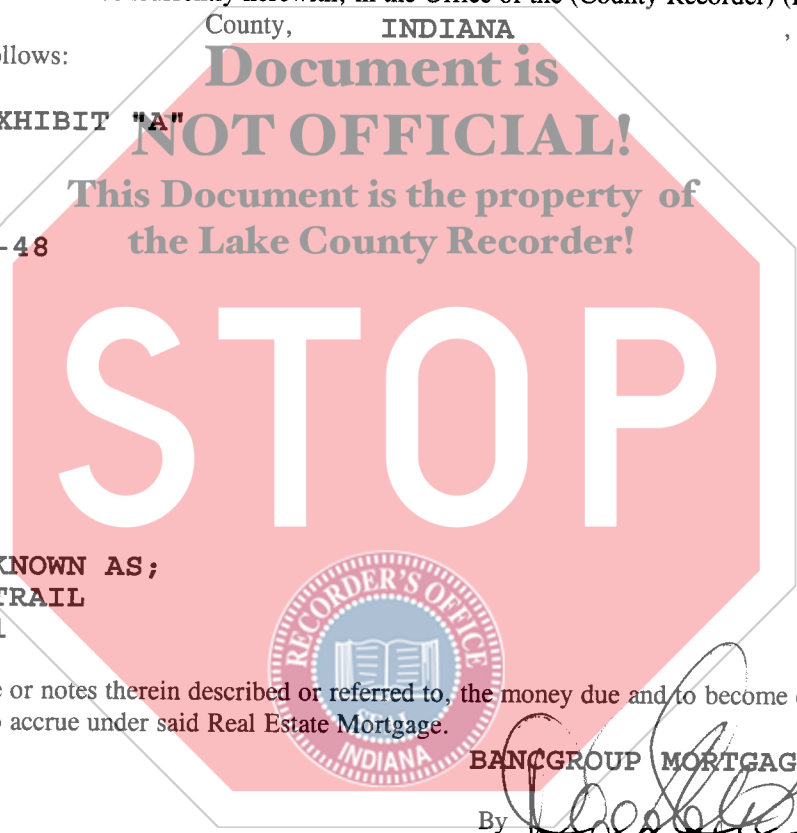 County, INDIANA ,
Document is
llows:
XHIBIT "A"
NOT OFFICIAL!
This Document is the property of
-48 the Lake County Recorder!
STOP
KNOWN AS;
TRAIL
RECORDER'S OFFICE
e or notes therein described or referred to, the money due and to become
accrue under said Real Estate Mortgage.
INDIANA
BANCGROUP MORTGAG
By